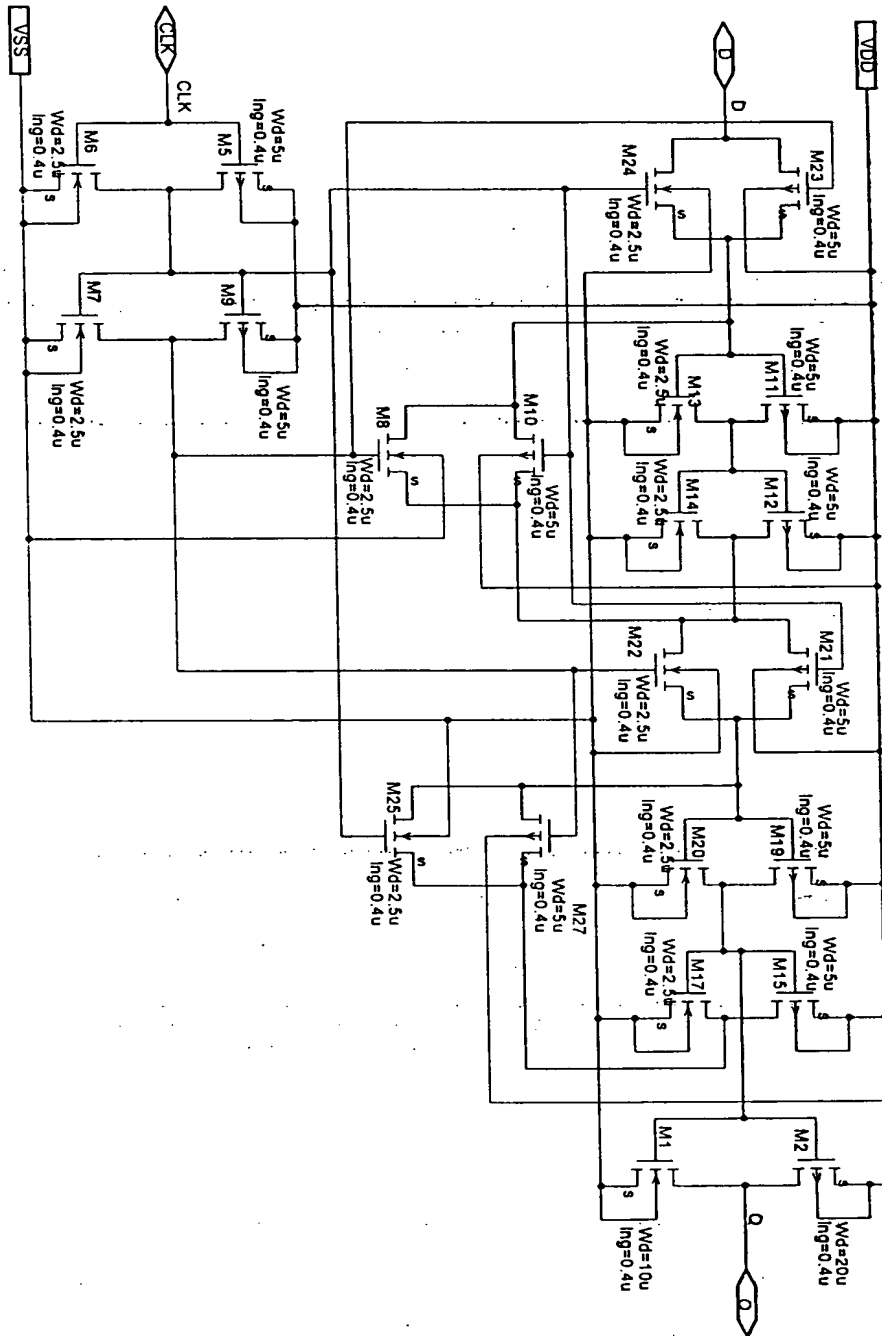 VDD
M23
Wd=5u
lng=0.4u
Wd=5u
lng=0.4u
M11
Wd=5u
lng=0.4u
M12
M21
Wd=5u
lng=0.4u
Wd=5u
lng=0.4u
M19
Wd=5u
lng=0.4u
M15
M2
Wd=20u
lng=0.4u
D
D
s
s
s
s
s
s
s
Q
Q
M24
s
Wd=2.5u
lng=0.4u
M13
Wd=2.5u
lng=0.4u
s
M14
Wd=2.5u
lng=0.4u
s
M22
s
Wd=2.5u
lng=0.4u
M20
Wd=2.5u
lng=0.4u
s
M17
Wd=2.5u
lng=0.4u
s
M1
s
Wd=10u
lng=0.4u
M10
s
Wd=5u
lng=0.4u
M27
s
Wd=5u
lng=0.4u
M8
s
Wd=2.5u
lng=0.4u
M25
s
Wd=2.5u
lng=0.4u
CLK
CLK
Wd=5u
lng=0.4u
M5
s
M9
s
Wd=5u
lng=0.4u
M6
Wd=2.5u
lng=0.4u
s
M7
s
Wd=2.5u
lng=0.4u
VSS